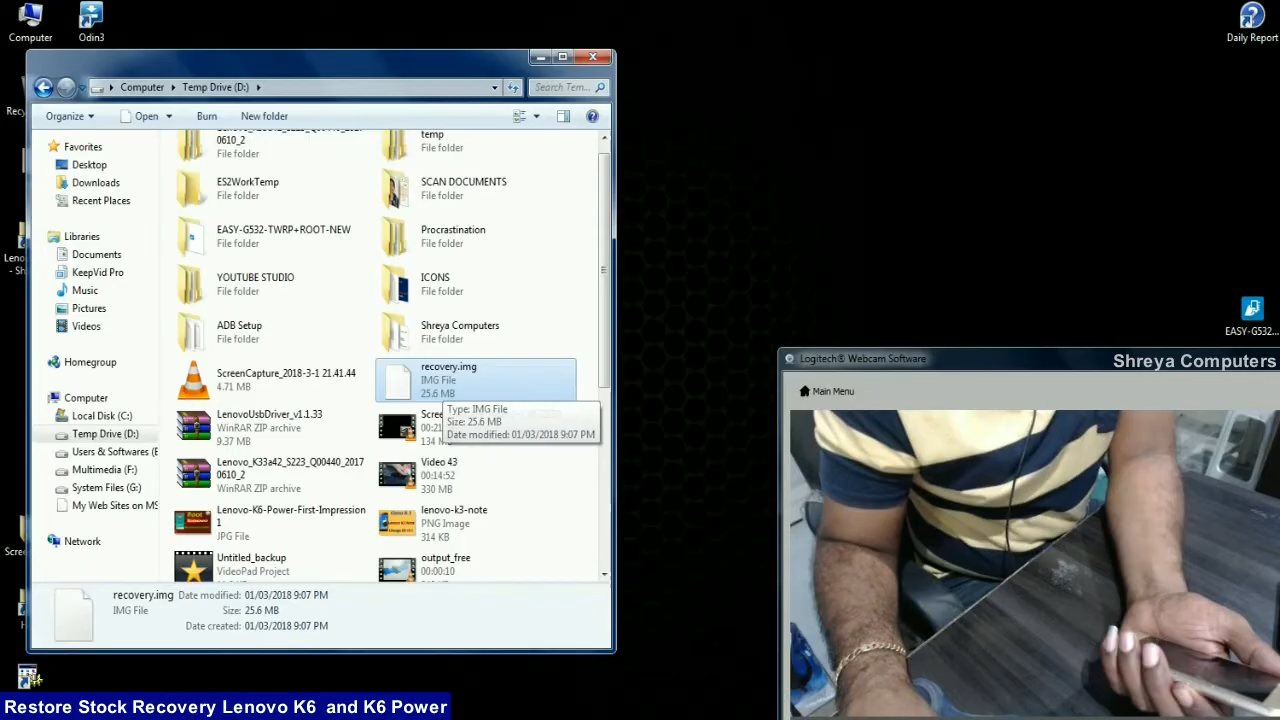 Computer
Odin3
Daily Report
Computer
Temp Drive (D:)
Search Tem...
Organize
Open
Burn
New folder
Favorites
Desktop
Downloads
Recent Places
Libraries
Documents
KeepVid Pro
Music
Pictures
Videos
Homegroup
Computer
Local Disk (C:)
Temp Drive (D:)
Users & Softwares (E
Multimedia (F:)
System Files (G:)
My Web Sites on MS
Network
0610_2
File folder
temp
File folder
ES2WorkTemp
File folder
SCAN DOCUMENTS
File folder
EASY-G532-TWRP+ROOT-NEW
File folder
Procrastination
File folder
YOUTUBE STUDIO
File folder
ICONS
File folder
ADB Setup
File folder
Shreya Computers
File folder
ScreenCapture_2018-3-1 21.41.44
4.71 MB
recovery.img
IMG File
25.6 MB
Type: IMG File
Size: 25.6 MB
Date modified: 01/03/2018 9:07 PM
LenovoUsbDriver_v1.1.33
WinRAR ZIP archive
9.37 MB
Lenovo_K33a42_S223_Q00440_2017
0610_2
WinRAR ZIP archive
Video 43
00:14:52
330 MB
Lenovo-K6-Power-First-Impression
1
JPG File
lenovo-k3-note
PNG Image
314 KB
Untitled_backup
VideoPad Project
output_free
00:00:10
recovery.img Date modified: 01/03/2018 9:07 PM
IMG File Size: 25.6 MB
Date created: 01/03/2018 9:07 PM
EASY-G532...
Logitech® Webcam Software
Shreya Computers
Main Menu
Restore Stock Recovery Lenovo K6 and K6 Power